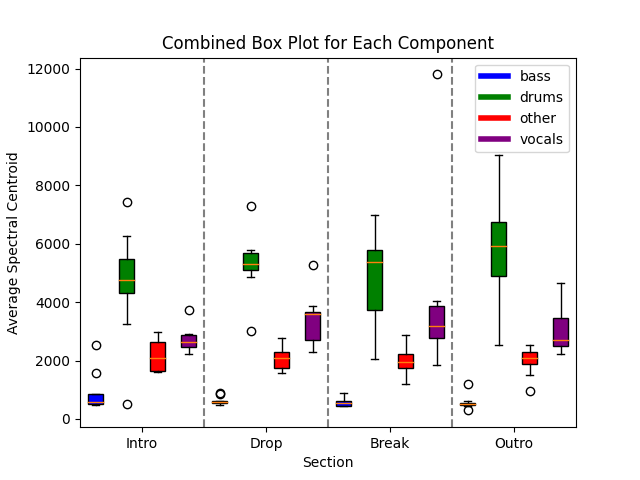 Combined Box Plot for Each Component
12000
10000
8000
6000
4000
2000
0
Average Spectral Centroid
bass
drums
other
vocals
Intro
Drop
Break
Outro
Section